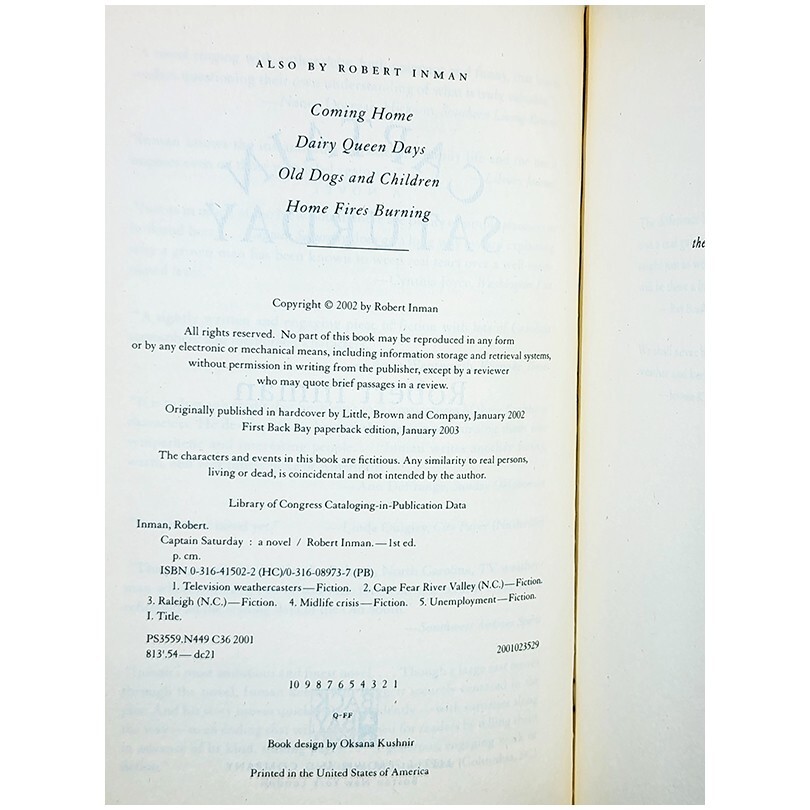 ALSO BY ROBERT INMAN
Coming Home
Dairy Queen Days
Old Dogs and Children
Home Fires Burning
Copyright © 2002 by Robert Inman
All rights reserved. No part of this book may be reproduced in any form
or by any electronic or mechanical means, including information storage and retrieval systems,
without permission in writing from the publisher, except by a reviewer
who may quote brief passages in a review.
Originally published in hardcover by Little, Brown and Company, January 2002
First Back Bay paperback edition, January 2003
The characters and events in this book are fictitious. Any similarity to real persons,
living or dead, is coincidental and not intended by the author.
Library of Congress Cataloging-in-Publication Data
Inman, Robert.
Captain Saturday : a novel / Robert Inman.—1st ed.
p. cm.
ISBN 0-316-41502-2 (HC)/0-316-08973-7 (PB)
1. Television weathercasters—Fiction. 2. Cape Fear River Valley (N.C.)—Fiction.
3. Raleigh (N.C.)—Fiction. 4. Midlife crisis—Fiction. 5. Unemployment—Fiction.
I. Title.
PS3559.N449 C36 2001
813'.54—dc21
2001023529
10 9 8 7 6 5 4 3 2 1
Q-FF
Book design by Oksana Kushnir
Printed in the United States of America
the